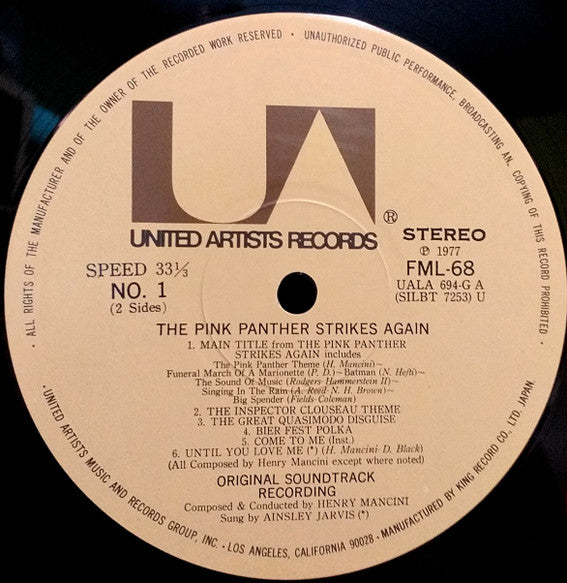 · ALL RIGHTS OF THE MANUFACTURER AND OF THE OWNER OF THE RECORDED WORK RESERVED · UNAUTHORIZED PUBLIC PERFORMANCE, BROADCASTING AN. COPYING OF THIS RECORD PROHIBITED ·
UA ®
UNITED ARTISTS RECORDS
STEREO
℗ 1977
SPEED 33⅓
FML-68
NO. 1
UALA 694-G A
(2 Sides)
(SILBT 7253) U
THE PINK PANTHER STRIKES AGAIN
1. MAIN TITLE from THE PINK PANTHER
STRIKES AGAIN includes
The Pink Panther Theme (H. Mancini)~
Funeral March Of A Marionette (P. D.)~Batman (N. Hefti)~
The Sound Of Music (Rodgers-Hammerstein II)~
Singing In The Rain (A. Reed-N. H. Brown)~
Big Spender (Fields-Coleman)
2. THE INSPECTOR CLOUSEAU THEME
3. THE GREAT QUASIMODO DISGUISE
4. BIER FEST POLKA
5. COME TO ME (Inst.)
6. UNTIL YOU LOVE ME (*) (H. Mancini-D. Black)
(All Composed by Henry Mancini except where noted)
ORIGINAL SOUNDTRACK
RECORDING
Composed & Conducted by HENRY MANCINI
Sung by AINSLEY JARVIS (*)
· UNITED ARTISTS MUSIC AND RECORDS GROUP, INC. · LOS ANGELES, CALIFORNIA 90028 · MANUFACTURED BY KING RECORD CO., LTD. JAPAN.